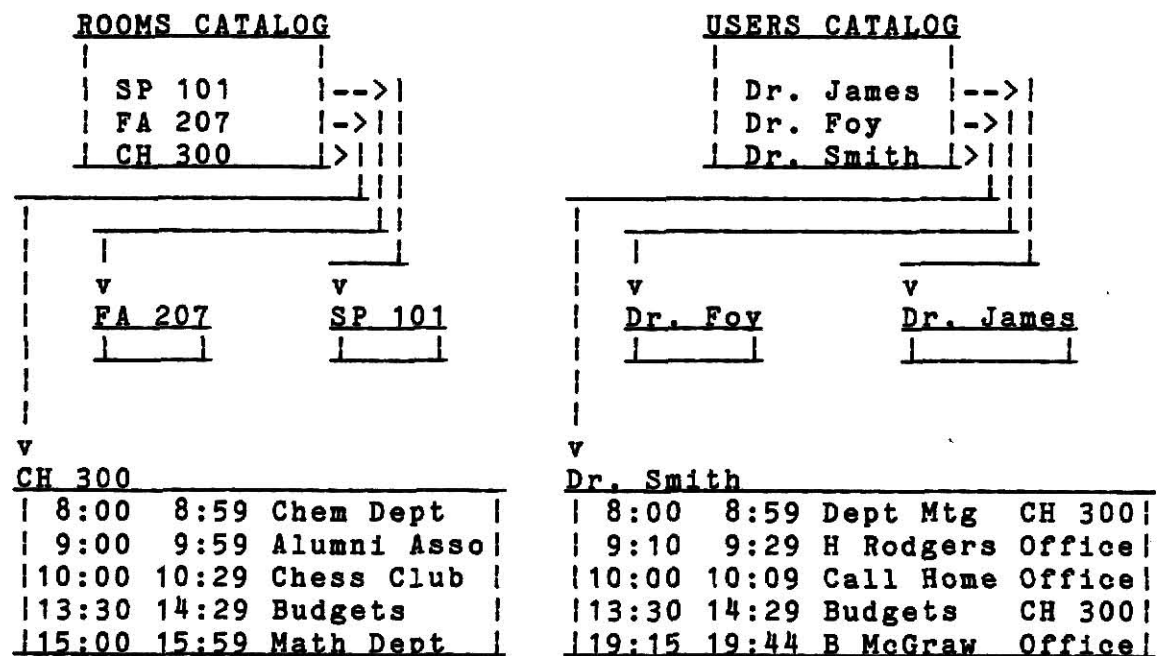 ROOMS CATALOG USERS CATALOG
SP 101 Dr. James
FA 207 Dr. Foy
CH 300 Dr. Smith
FA 207 SP 101 Dr. Foy Dr. James
CH 300 Dr. Smith
8:00 8:59 Chem Dept 8:00 8:59 Dept Mtg CH 300
9:00 9:59 Alumni Asso 9:10 9:29 H Rodgers Office
10:00 10:29 Chess Club 10:00 10:09 Call Home Office
13:30 14:29 Budgets 13:30 14:29 Budgets CH 300
15:00 15:59 Math Dept 19:15 19:44 B McGraw Office